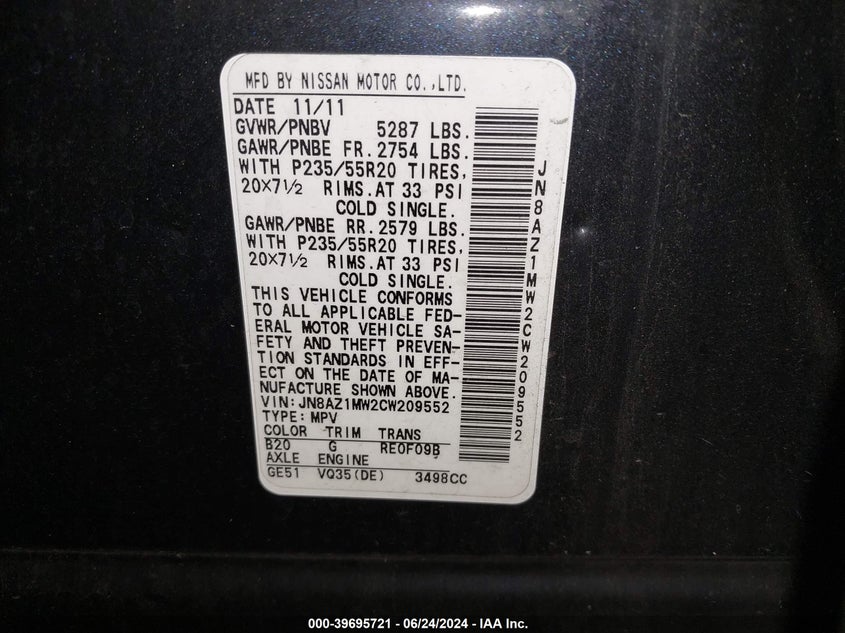 MFD BY NISSAN MOTOR CO.,LTD.
DATE 11/11
GVWR/PNBV 5287 LBS.
GAWR/PNBE FR.2754 LBS.
WITH P235/55R20 TIRES,
20X7½ RIMS.AT 33 PSI
COLD SINGLE.
GAWR/PNBE RR.2579 LBS.
WITH P235/55R20 TIRES,
20X7½ RIMS.AT 33 PSI
COLD SINGLE.
THIS VEHICLE CONFORMS
TO ALL APPLICABLE FED-
ERAL MOTOR VEHICLE SA-
FETY AND THEFT PREVEN-
TION STANDARDS IN EFF-
ECT ON THE DATE OF MA-
NUFACTURE SHOWN ABOVE.
VIN:JN8AZ1MW2CW209552
TYPE:MPV
COLOR TRIM TRANS
B20 G RE0F09B
AXLE ENGINE
GE51 VQ35(DE) 3498CC
JN8AZ1MW2CW209552
000-39695721 - 06/24/2024 - IAA Inc.